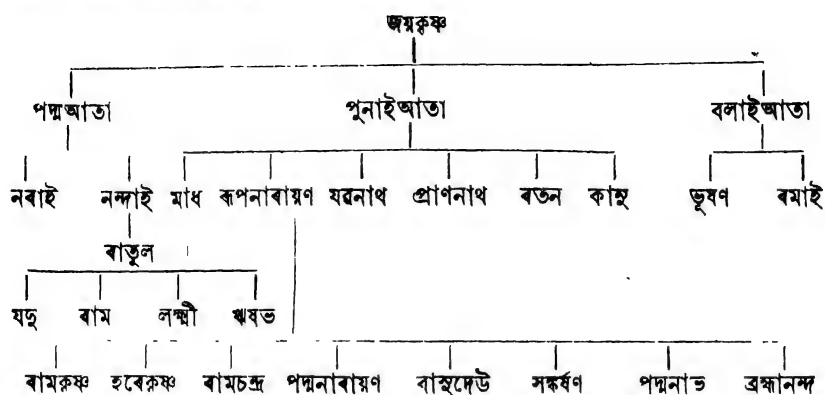 জয়কৃষ্ণ
পদ্মআতা পুনাইআতা বলাইআতা
নৰাই নন্দাই মাধ ৰূপনাৰায়ণ যৱনাথ প্ৰাণনাথ ৰতন কাহ্নু ভূষণ ৰমাই
ৰাতুল
যদু ৰাম লক্ষ্মী ঋষভ
ৰামকৃষ্ণ হৰেকৃষ্ণ ৰামচন্দ্ৰ পদ্মনাৰায়ণ বাসুদেউ সঙ্কৰ্ষণ পদ্মনাভ ব্ৰহ্মানন্দ